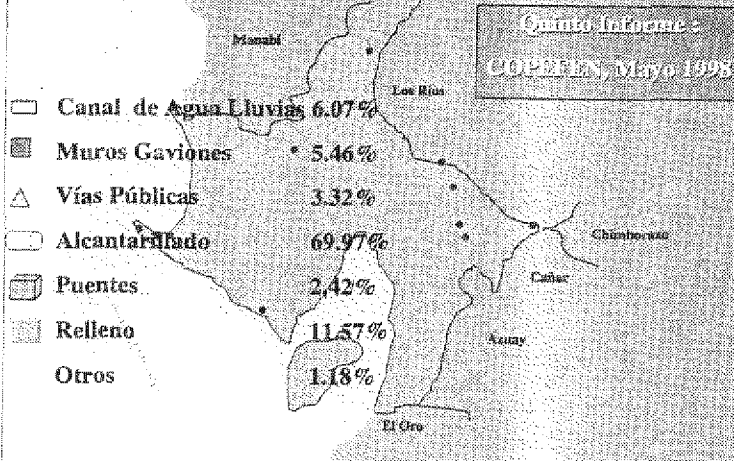 Quinto Informe :
COPEFEN, Mayo 1998
Manabí
Los Ríos
Canal de Agua Lluvias 6.07%
Muros Gaviones 5.46%
Vías Públicas 3.32%
Alcantarillado 69.97%
Puentes 2,42%
Relleno 11.57%
Otros 1.18%
Chimborazo
Cañar
Azuay
El Oro